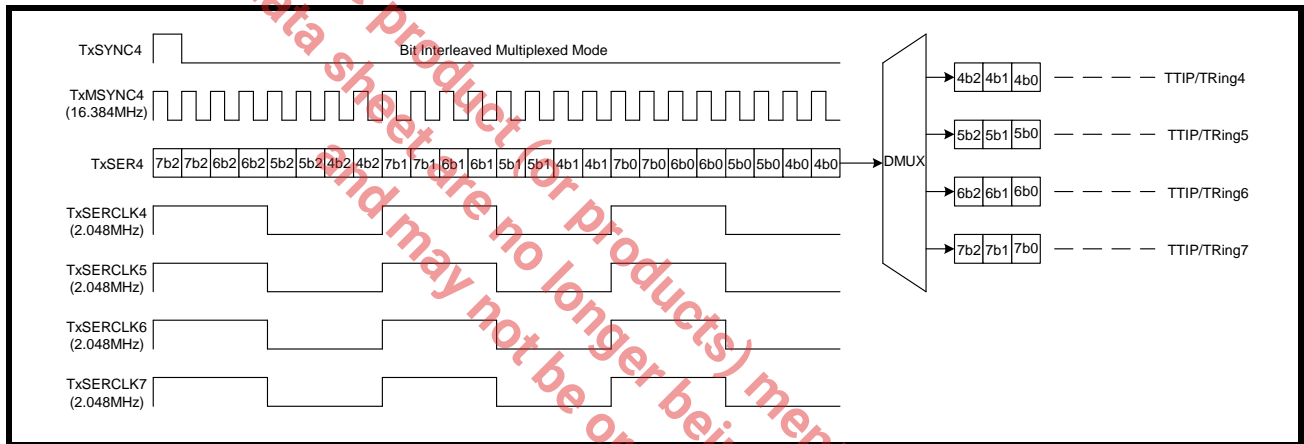 TxSYNC4
Bit Interleaved Multiplexed Mode
TxMSYNC4
(16.384MHz)
TxSER4 7b2 7b2 6b2 6b2 5b2 5b2 4b2 4b2 7b1 7b1 6b1 6b1 5b1 5b1 4b1 4b1 7b0 7b0 6b0 6b0 5b0 5b0 4b0 4b0
TxSERCLK4
(2.048MHz)
TxSERCLK5
(2.048MHz)
TxSERCLK6
(2.048MHz)
TxSERCLK7
(2.048MHz)
DMUX
4b2 4b1 4b0 TTIP/TRing4
5b2 5b1 5b0 TTIP/TRing5
6b2 6b1 6b0 TTIP/TRing6
7b2 7b1 7b0 TTIP/TRing7
product (or products) men
data sheet are no longer being
and may not be or